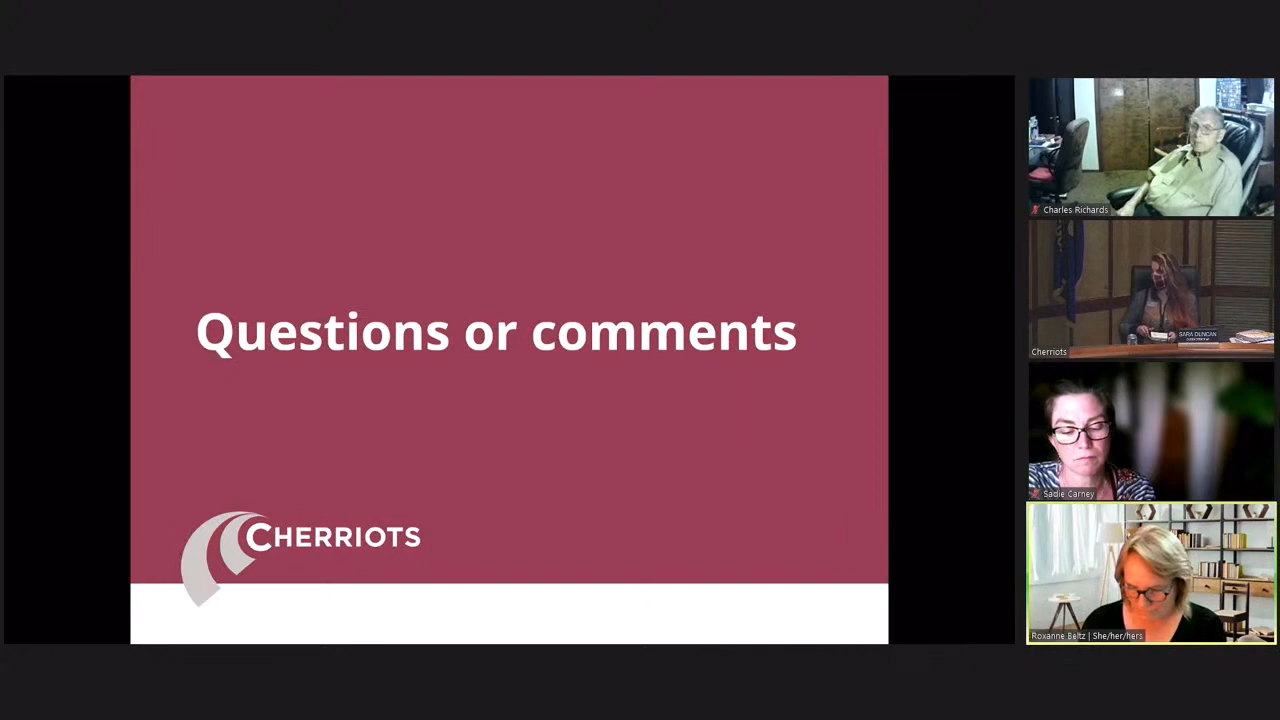 Questions or comments
CHERRIOTS
Charles Richards
SARA DUNCAN
Cherriots
Sadie Carney
Roxanne Beltz | She/her/hers